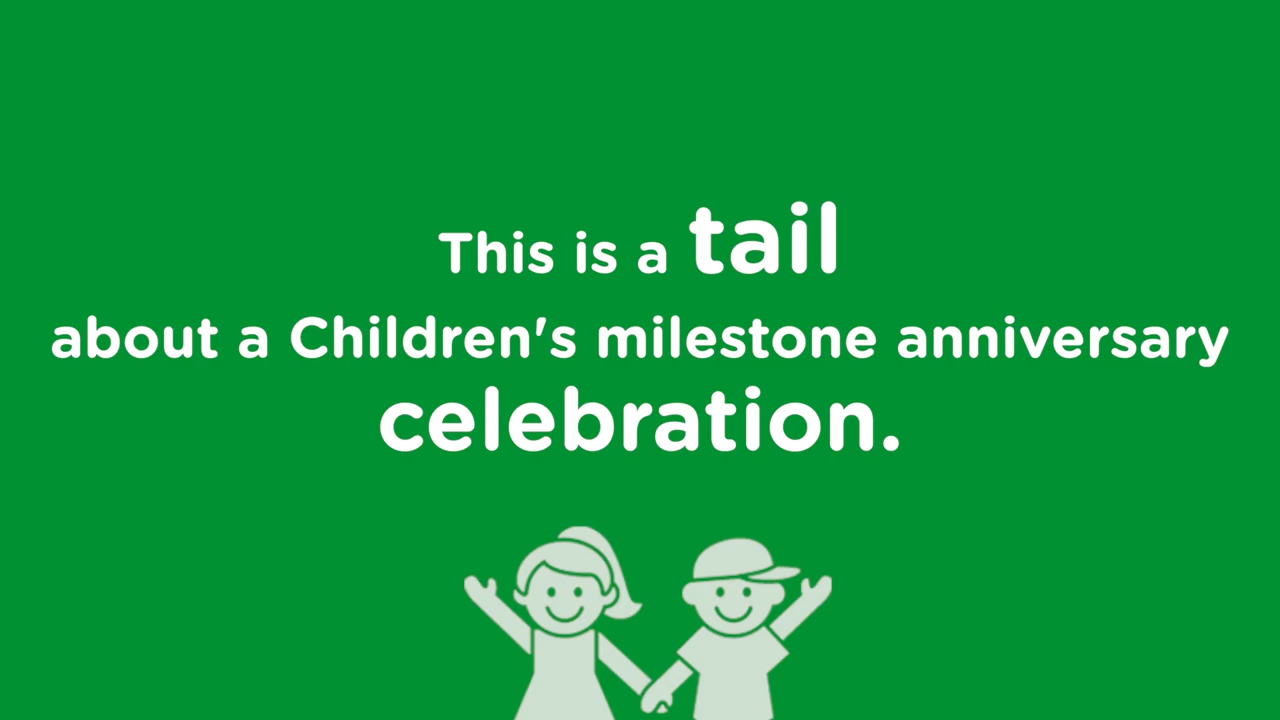 This is a tail
about a Children's milestone anniversary
celebration.